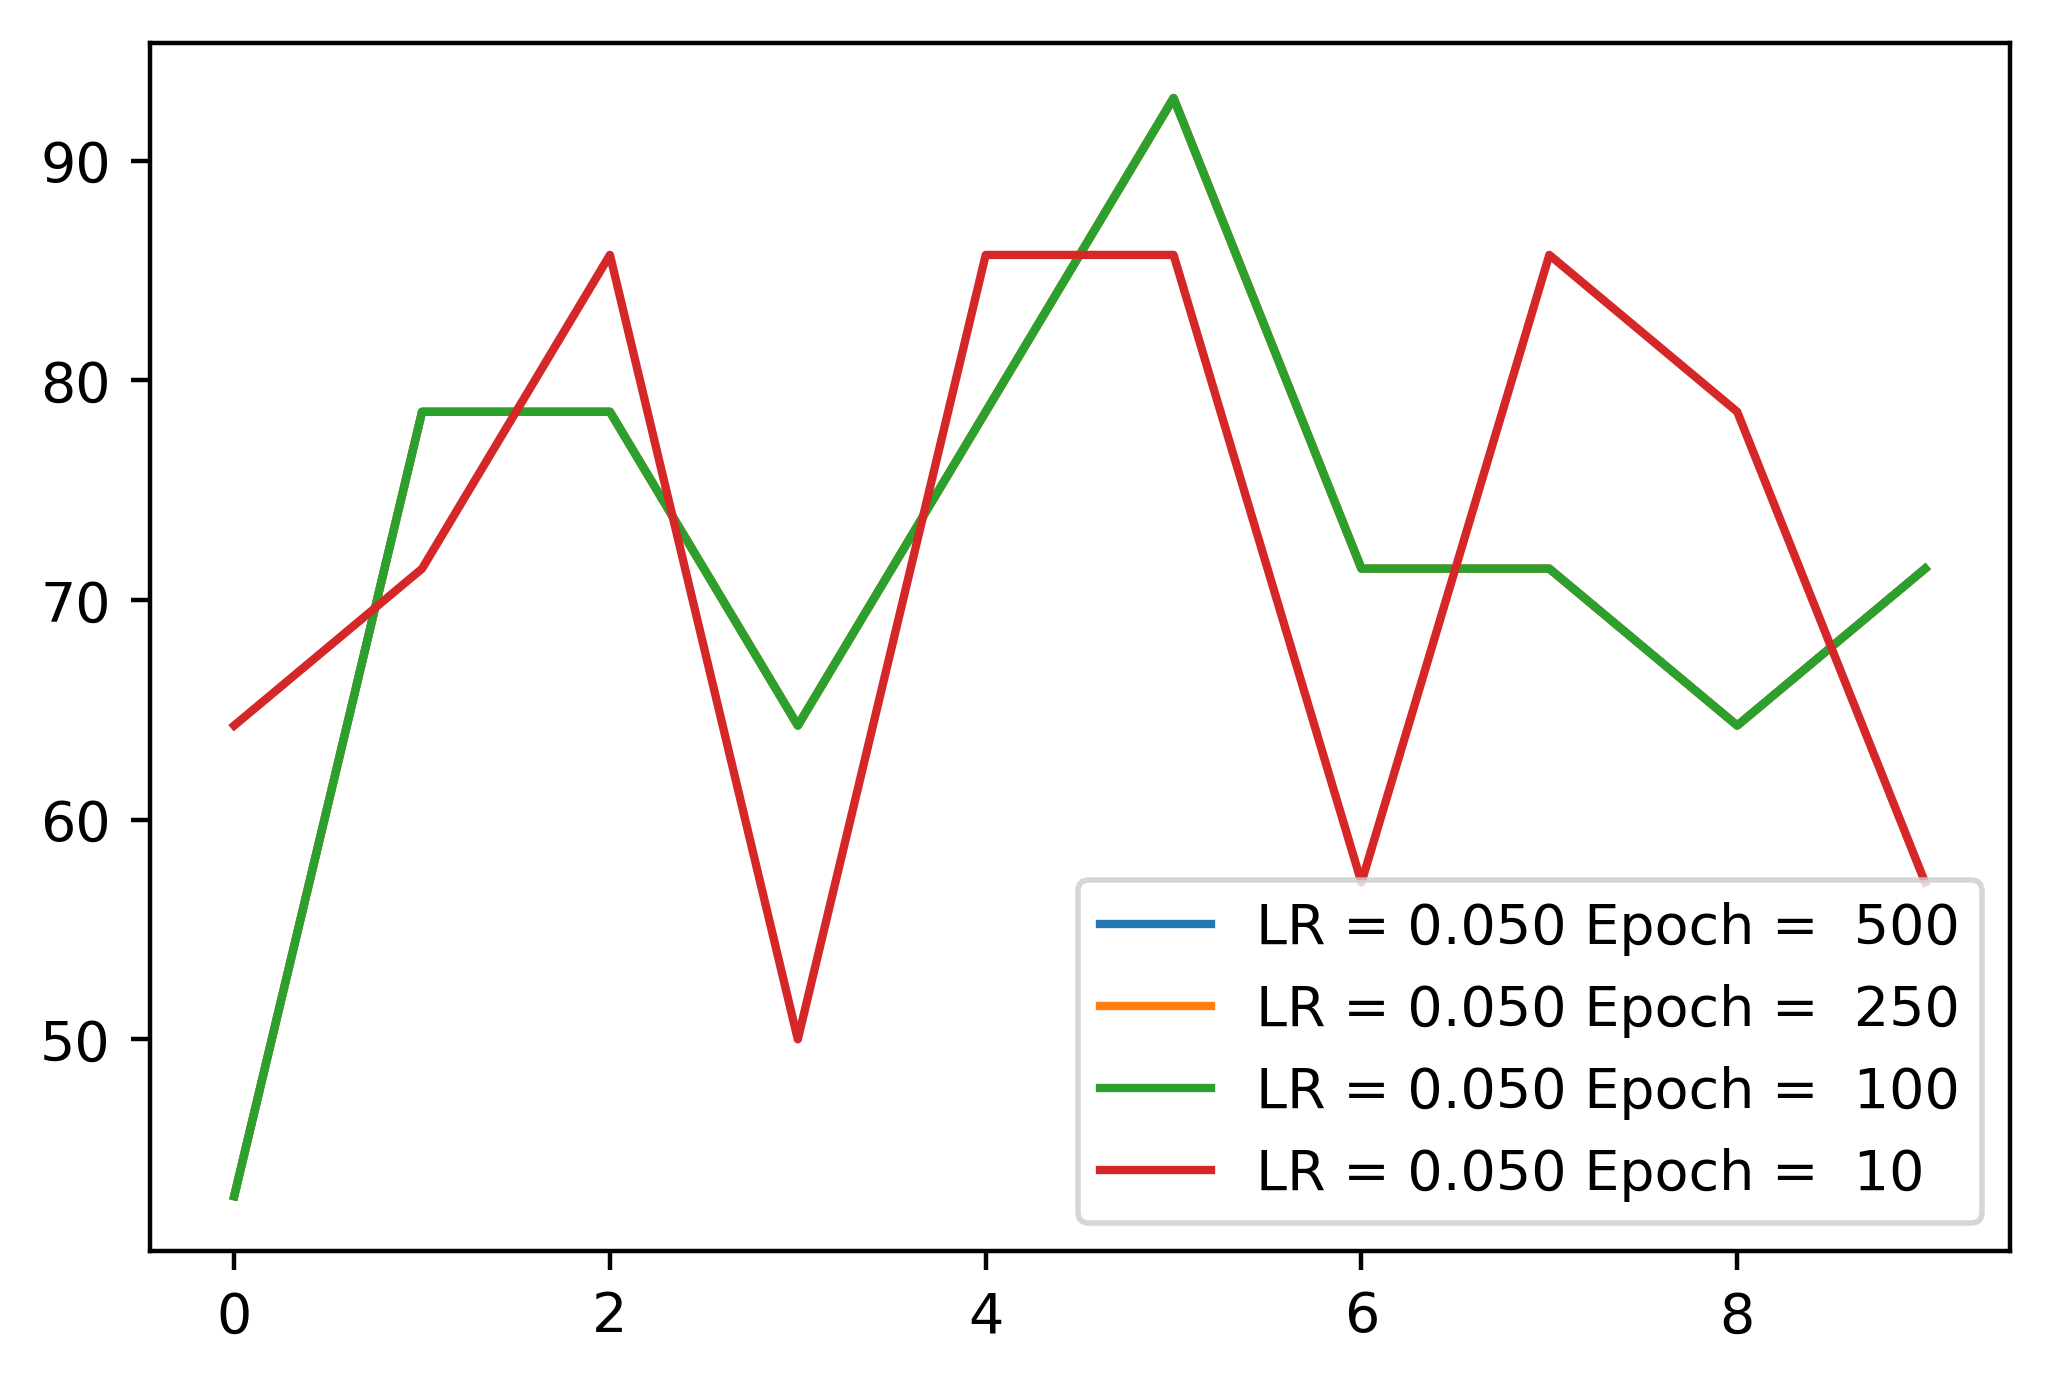 90
80
70
60
50
LR = 0.050 Epoch =  500
LR = 0.050 Epoch =  250
LR = 0.050 Epoch =  100
LR = 0.050 Epoch =  10
0 2 4 6 8